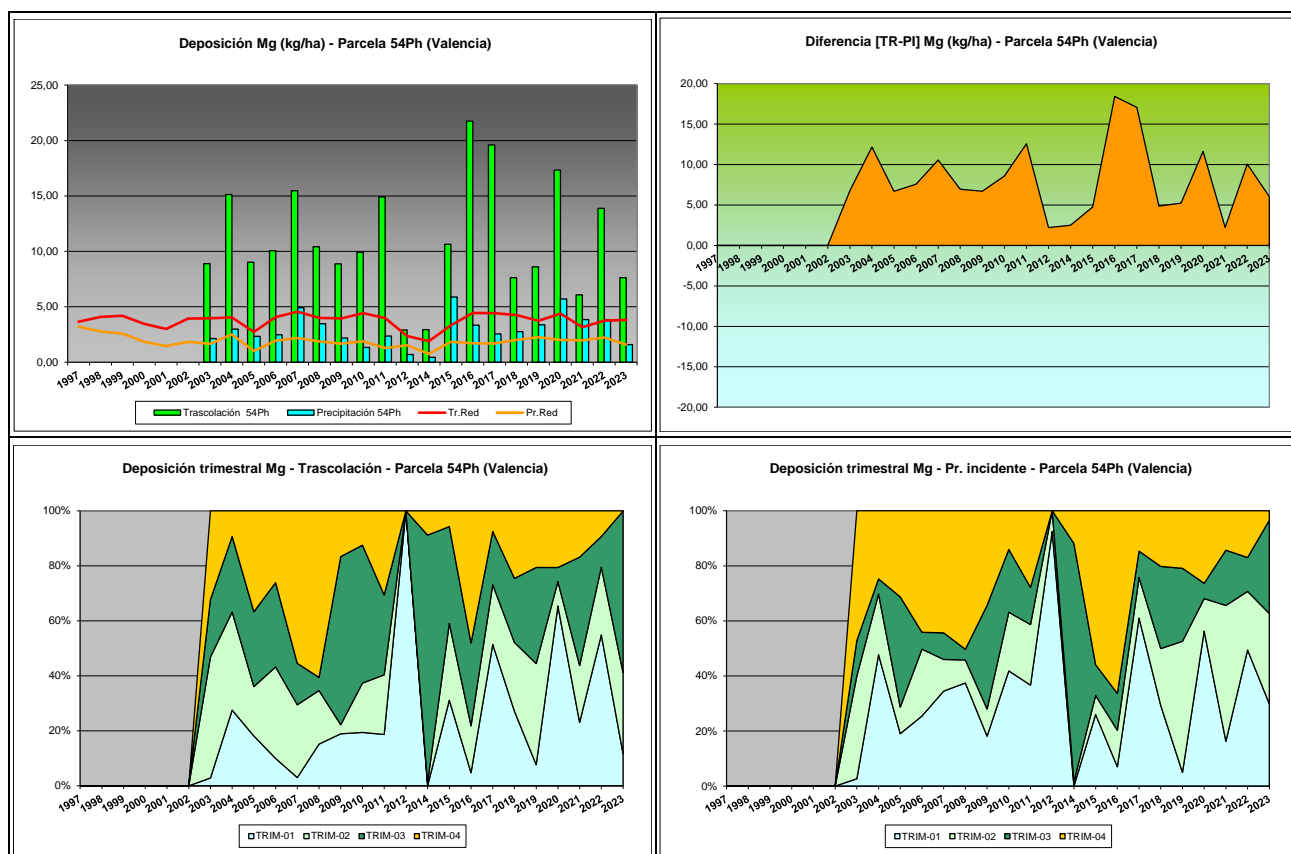 Deposición Mg (kg/ha) - Parcela 54Ph (Valencia)
25,00
20,00
15,00
10,00
5,00
0,00
1997 1998 1999 2000 2001 2002 2003 2004 2005 2006 2007 2008 2009 2010 2011 2012 2014 2015 2016 2017 2018 2019 2020 2021 2022 2023
Trascolación 54Ph Precipitación 54Ph Tr.Red Pr.Red
Diferencia [TR-PI] Mg (kg/ha) - Parcela 54Ph (Valencia)
20,00
15,00
10,00
5,00
0,00
1997 1998 1999 2000 2001 2002 2003 2004 2005 2006 2007 2008 2009 2010 2011 2012 2014 2015 2016 2017 2018 2019 2020 2021 2022 2023
-5,00
-10,00
-15,00
-20,00
Deposición trimestral Mg - Trascolación - Parcela 54Ph (Valencia)
100%
80%
60%
40%
20%
0%
1997 1998 1999 2000 2001 2002 2003 2004 2005 2006 2007 2008 2009 2010 2011 2012 2014 2015 2016 2017 2018 2019 2020 2021 2022 2023
TRIM-01 TRIM-02 TRIM-03 TRIM-04
Deposición trimestral Mg - Pr. incidente - Parcela 54Ph (Valencia)
100%
80%
60%
40%
20%
0%
1997 1998 1999 2000 2001 2002 2003 2004 2005 2006 2007 2008 2009 2010 2011 2012 2014 2015 2016 2017 2018 2019 2020 2021 2022 2023
TRIM-01 TRIM-02 TRIM-03 TRIM-04